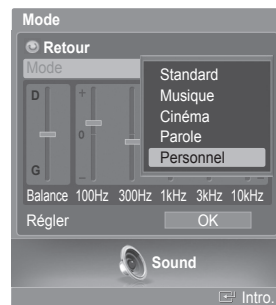 Mode
Retour
Mode
Standard
Musique
Cinéma
Parole
Personnel
D
+
0
G
−
Balance 100Hz 300Hz 1kHz 3kHz 10kHz
Régler OK
Sound
Intro.